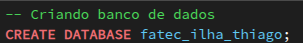 -- Criando banco de dados
CREATE DATABASE fatec_ilha_thiago;